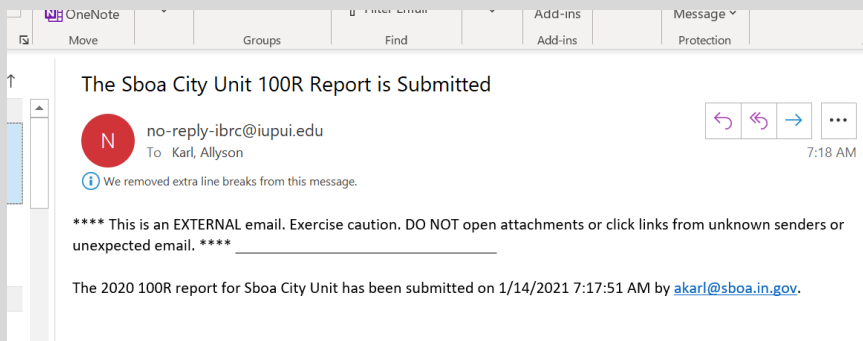 OneNote
Filter Email
Add-ins
Message
Move
Groups
Find
Add-ins
Protection
The Sboa City Unit 100R Report is Submitted
N
no-reply-ibrc@iupui.edu
To Karl, Allyson
7:18 AM
We removed extra line breaks from this message.
**** This is an EXTERNAL email. Exercise caution. DO NOT open attachments or click links from unknown senders or
unexpected email. **** ________________________________
The 2020 100R report for Sboa City Unit has been submitted on 1/14/2021 7:17:51 AM by akarl@sboa.in.gov.